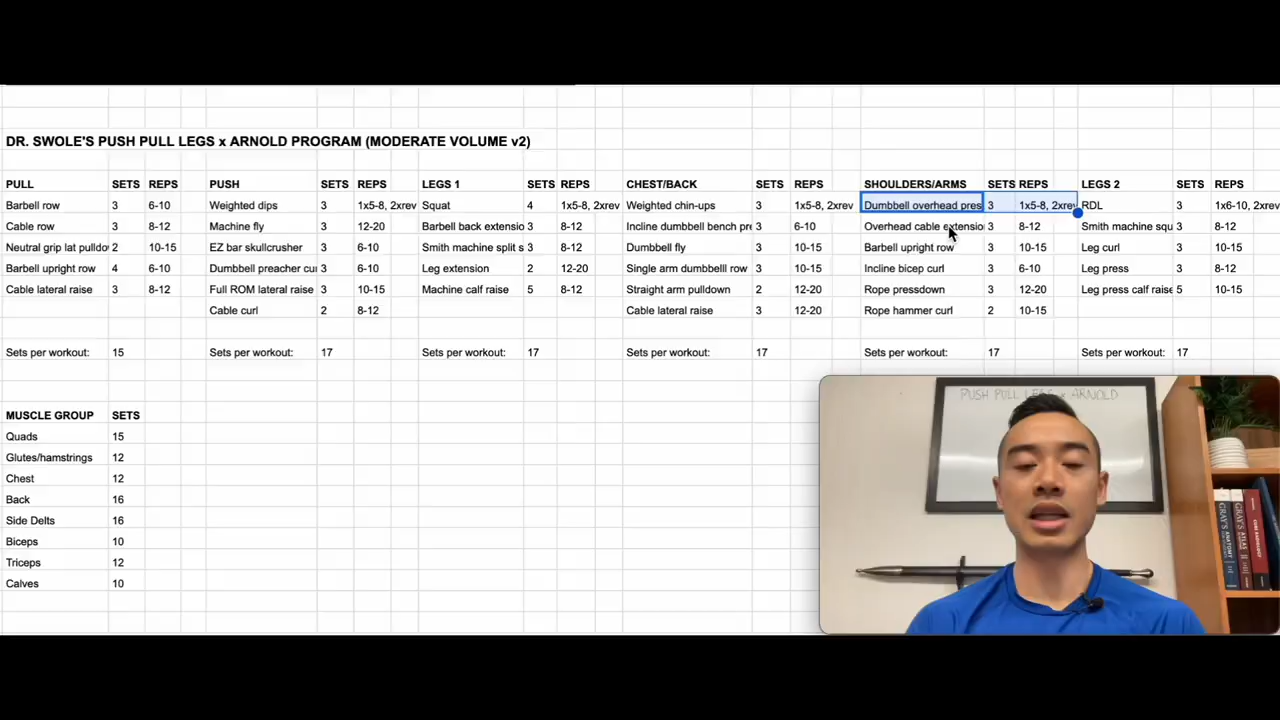 DR. SWOLE'S PUSH PULL LEGS x ARNOLD PROGRAM (MODERATE VOLUME v2)
PULL SETS REPS PUSH SETS REPS LEGS 1 SETS REPS CHEST/BACK SETS REPS SHOULDERS/ARMS SETS REPS LEGS 2 SETS REPS
Barbell row 3 6-10 Weighted dips 3 1x5-8, 2xrev Squat 4 1x5-8, 2xrev Weighted chin-ups 3 1x5-8, 2xrev Dumbbell overhead pres 3 1x5-8, 2xrev RDL 3 1x6-10, 2xrev
Cable row 3 8-12 Machine fly 3 12-20 Barbell back extensio 3 8-12 Incline dumbbell bench pre 3 6-10 Overhead cable extensio 3 8-12 Smith machine squ 3 8-12
Neutral grip lat pulldo 2 10-15 EZ bar skullcrusher 3 6-10 Smith machine split s 3 8-12 Dumbbell fly 3 10-15 Barbell upright row 3 10-15 Leg curl 3 10-15
Barbell upright row 4 6-10 Dumbbell preacher cu 3 6-10 Leg extension 2 12-20 Single arm dumbbelll row 3 10-15 Incline bicep curl 3 6-10 Leg press 3 8-12
Cable lateral raise 3 8-12 Full ROM lateral raise 3 10-15 Machine calf raise 5 8-12 Straight arm pulldown 2 12-20 Rope pressdown 3 12-20 Leg press calf raise 5 10-15
Cable curl 2 8-12 Cable lateral raise 3 12-20 Rope hammer curl 2 10-15
Sets per workout: 15 Sets per workout: 17 Sets per workout: 17 Sets per workout: 17 Sets per workout: 17 Sets per workout: 17
MUSCLE GROUP SETS
Quads 15
Glutes/hamstrings 12
Chest 12
Back 16
Side Delts 16
Biceps 10
Triceps 12
Calves 10
PUSH PULL LEGS x ARNOLD
GRAY'S ANATOMY
GRAY'S ATLAS